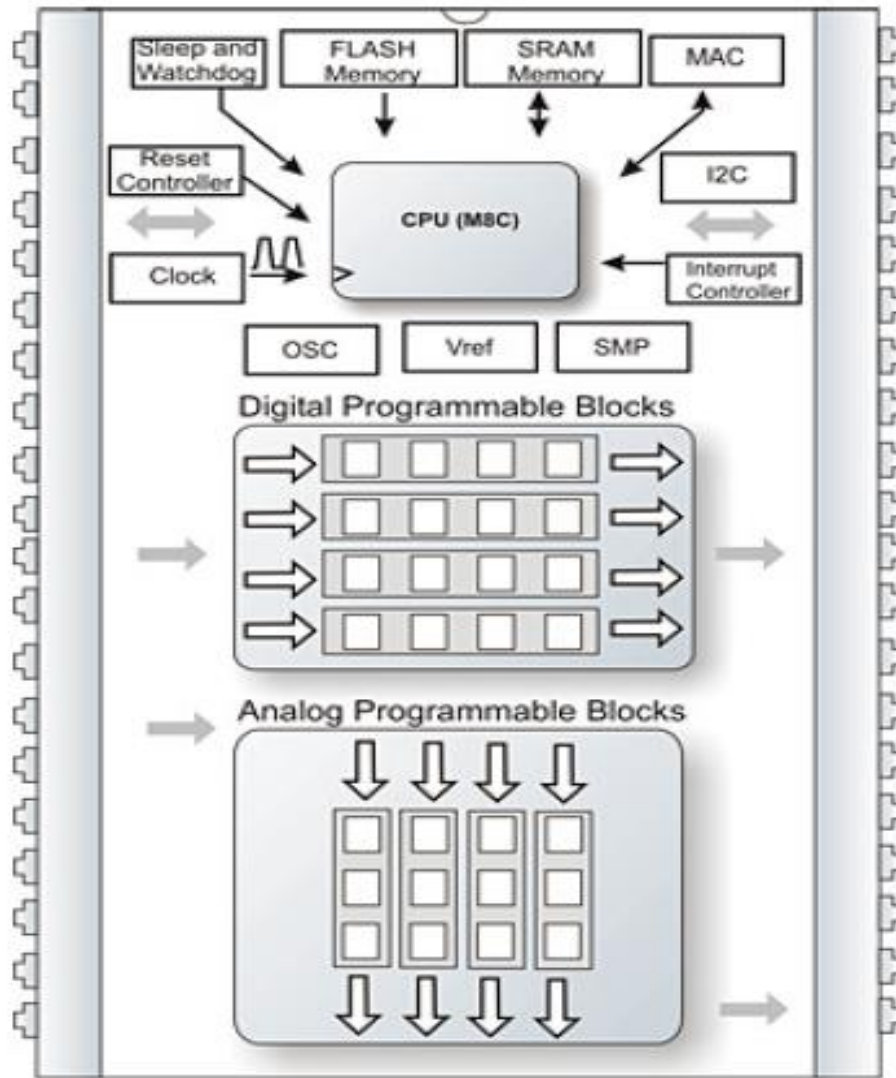 Sleep and
Watchdog
FLASH
Memory
SRAM
Memory
MAC
Reset
Controller
CPU (M8C)
I2C
Clock
Interrupt
Controller
OSC
Vref
SMP
Digital Programmable Blocks
Analog Programmable Blocks